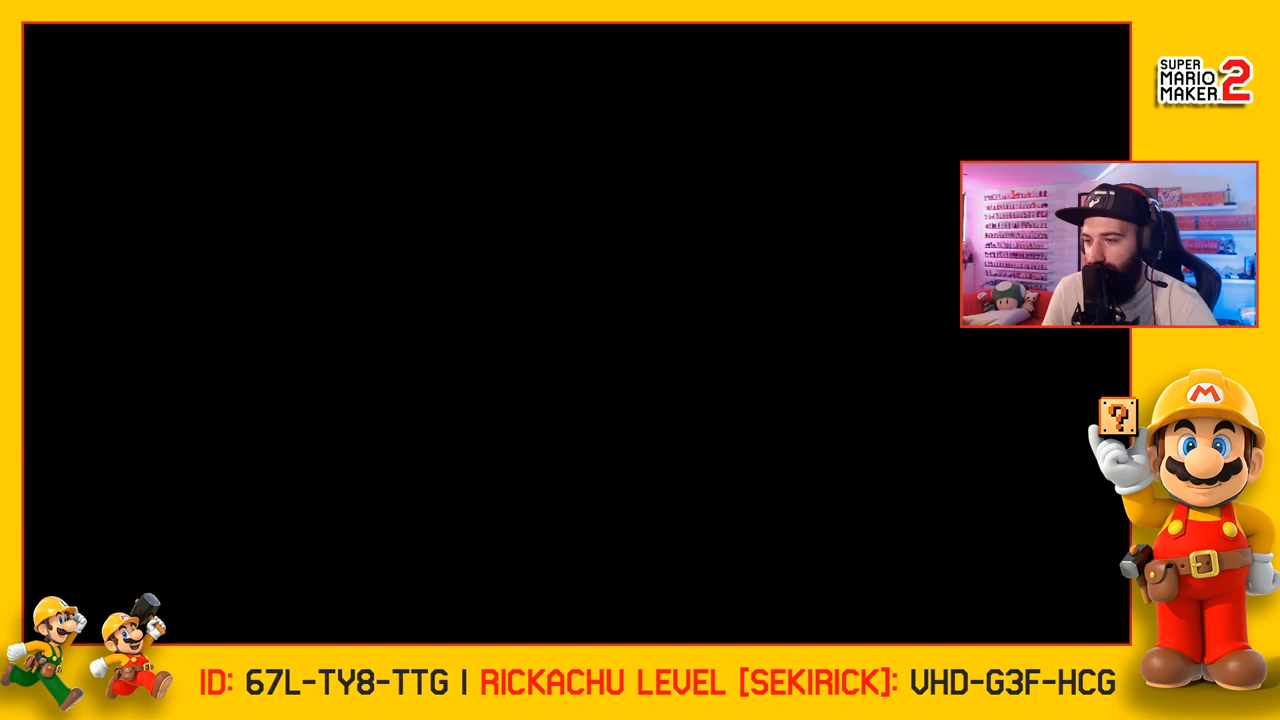 SUPER
MARIO
MAKER 2
M
?
ID: 67L-TY8-TTG | RICKACHU LEVEL [SEKIRICK]: VHD-G3F-HCG